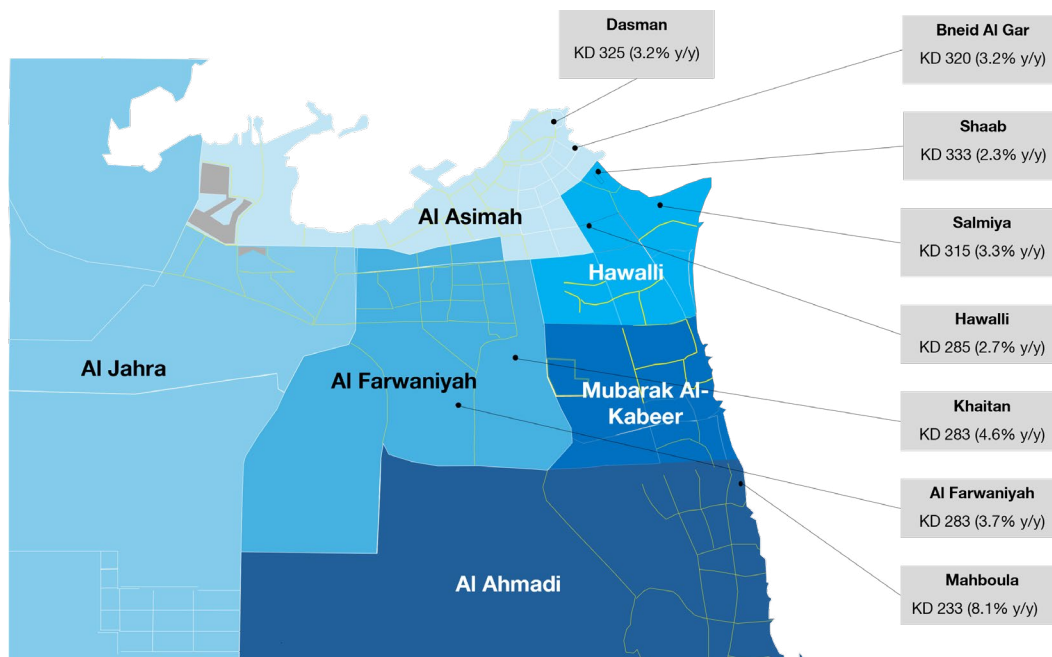 Dasman
KD 325 (3.2% y/y)
Bneid Al Gar
KD 320 (3.2% y/y)
Shaab
KD 333 (2.3% y/y)
Salmiya
KD 315 (3.3% y/y)
Hawalli
KD 285 (2.7% y/y)
Khaitan
KD 283 (4.6% y/y)
Al Farwaniyah
KD 283 (3.7% y/y)
Mahboula
KD 233 (8.1% y/y)
Al Asimah
Hawalli
Al Jahra
Al Farwaniyah
Mubarak Al-
Kabeer
Al Ahmadi